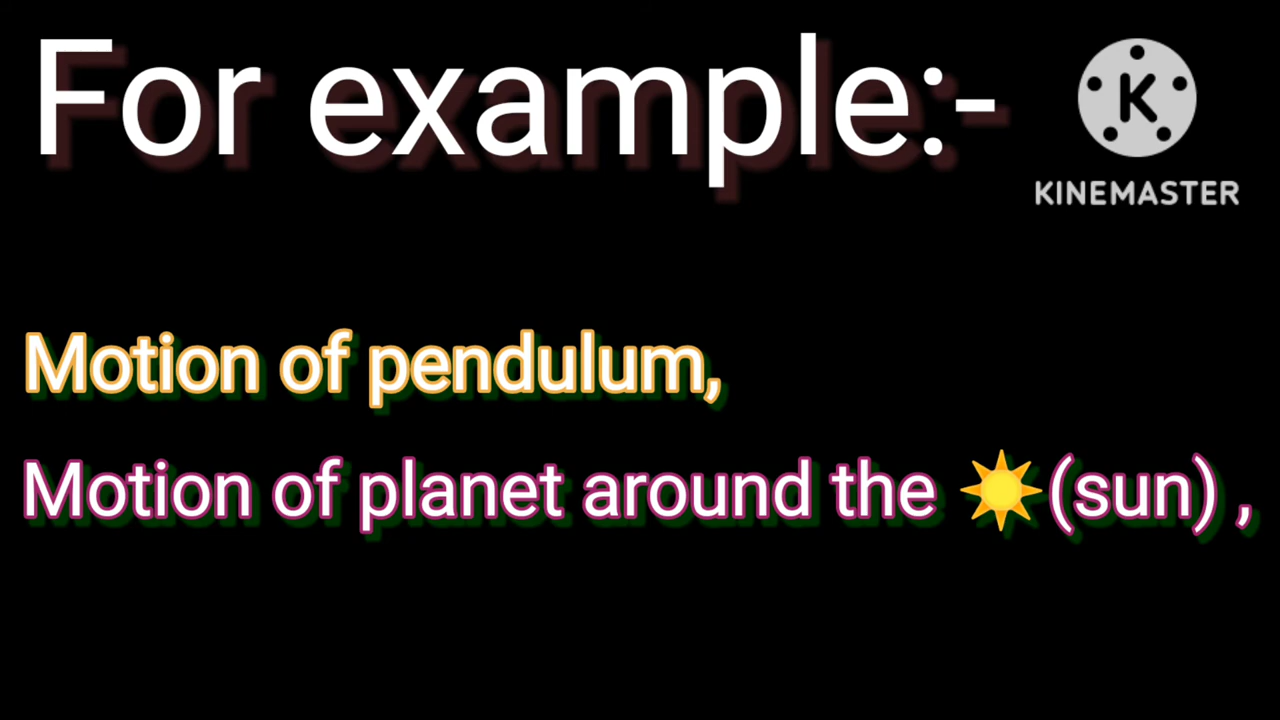 For example:-
K
KINEMASTER
Motion of pendulum,
Motion of planet around the ☀️(sun) ,